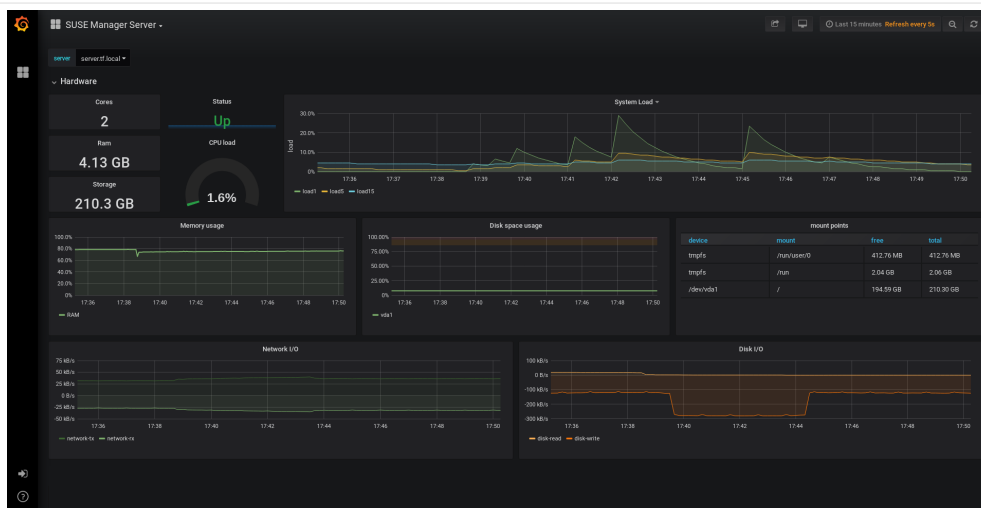 SUSE Manager Server
Last 15 minutes Refresh every 5s
server server.tf.local
Hardware
Cores
2
Ram
4.13 GB
Storage
210.3 GB
Status
Up
CPU load
1.6%
System Load
load
30.0%
20.0%
10.0%
0%
17:36 17:37 17:38 17:39 17:40 17:41 17:42 17:43 17:44 17:45 17:46 17:47 17:48 17:49 17:50
load1 load5 load15
Memory usage
100.0%
80.0%
60.0%
40.0%
20.0%
0%
17:36 17:38 17:40 17:42 17:44 17:46 17:48 17:50
RAM
Disk space usage
100.00%
75.00%
50.00%
25.00%
0%
17:36 17:38 17:40 17:42 17:44 17:46 17:48 17:50
vda1
mount points
device mount free total
tmpfs /run/user/0 412.76 MB 412.76 MB
tmpfs /run 2.04 GB 2.06 GB
/dev/vda1 / 194.59 GB 210.30 GB
Network I/O
75 kB/s
50 kB/s
25 kB/s
0 B/s
-25 kB/s
-50 kB/s
17:36 17:38 17:40 17:42 17:44 17:46 17:48 17:50
network-tx network-rx
Disk I/O
100 kB/s
0 B/s
-100 kB/s
-200 kB/s
-300 kB/s
17:36 17:38 17:40 17:42 17:44 17:46 17:48 17:50
disk-read disk-write